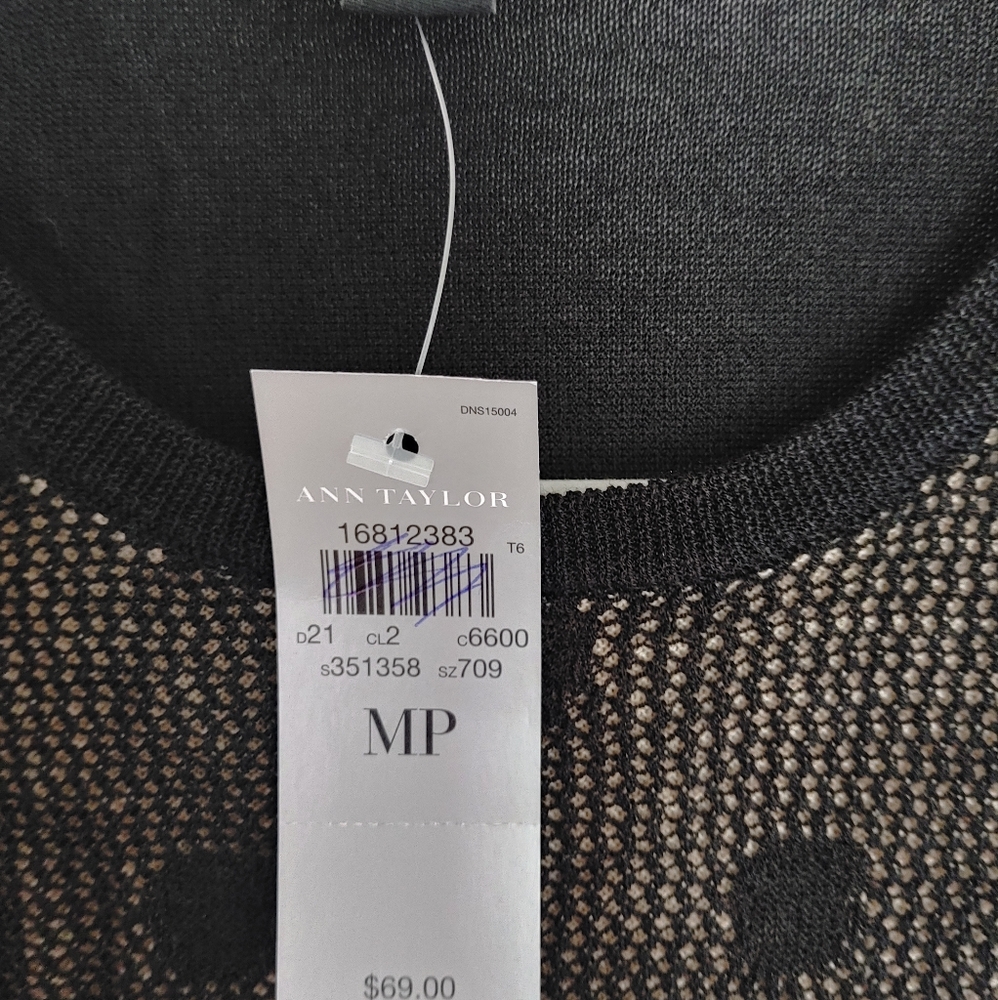 DNS15004
ANN TAYLOR
16812383
T6
D21 CL2 C6600
S351358 SZ709
MP
$69.00